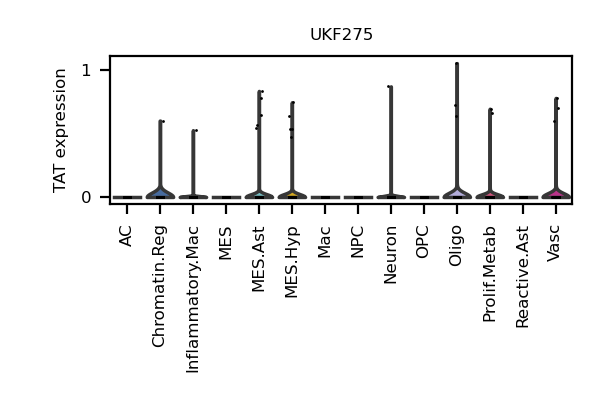 UKF275
TAT expression
1
0
AC
Chromatin.Reg
Inflammatory.Mac
MES
MES.Ast
MES.Hyp
Mac
NPC
Neuron
OPC
Oligo
Prolif.Metab
Reactive.Ast
Vasc